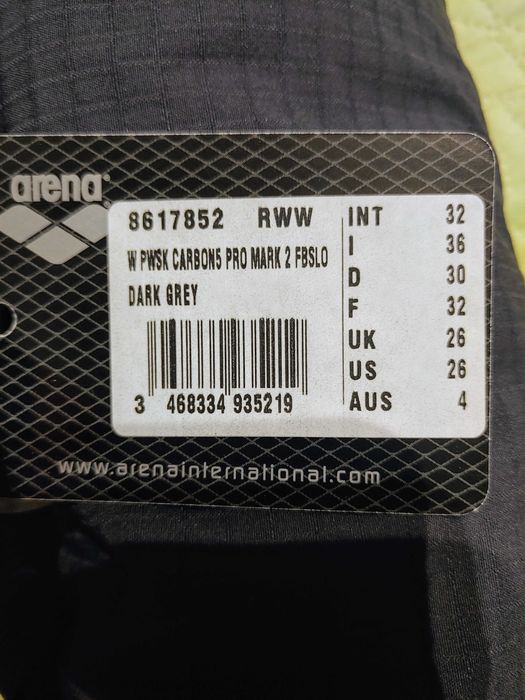 arena
8617852 RWW
W PWSK CARBON5 PRO MARK 2 FBSLO
DARK GREY
3 468334 935219
INT 32
I 36
D 30
F 32
UK 26
US 26
AUS 4
www.arenainternational.com